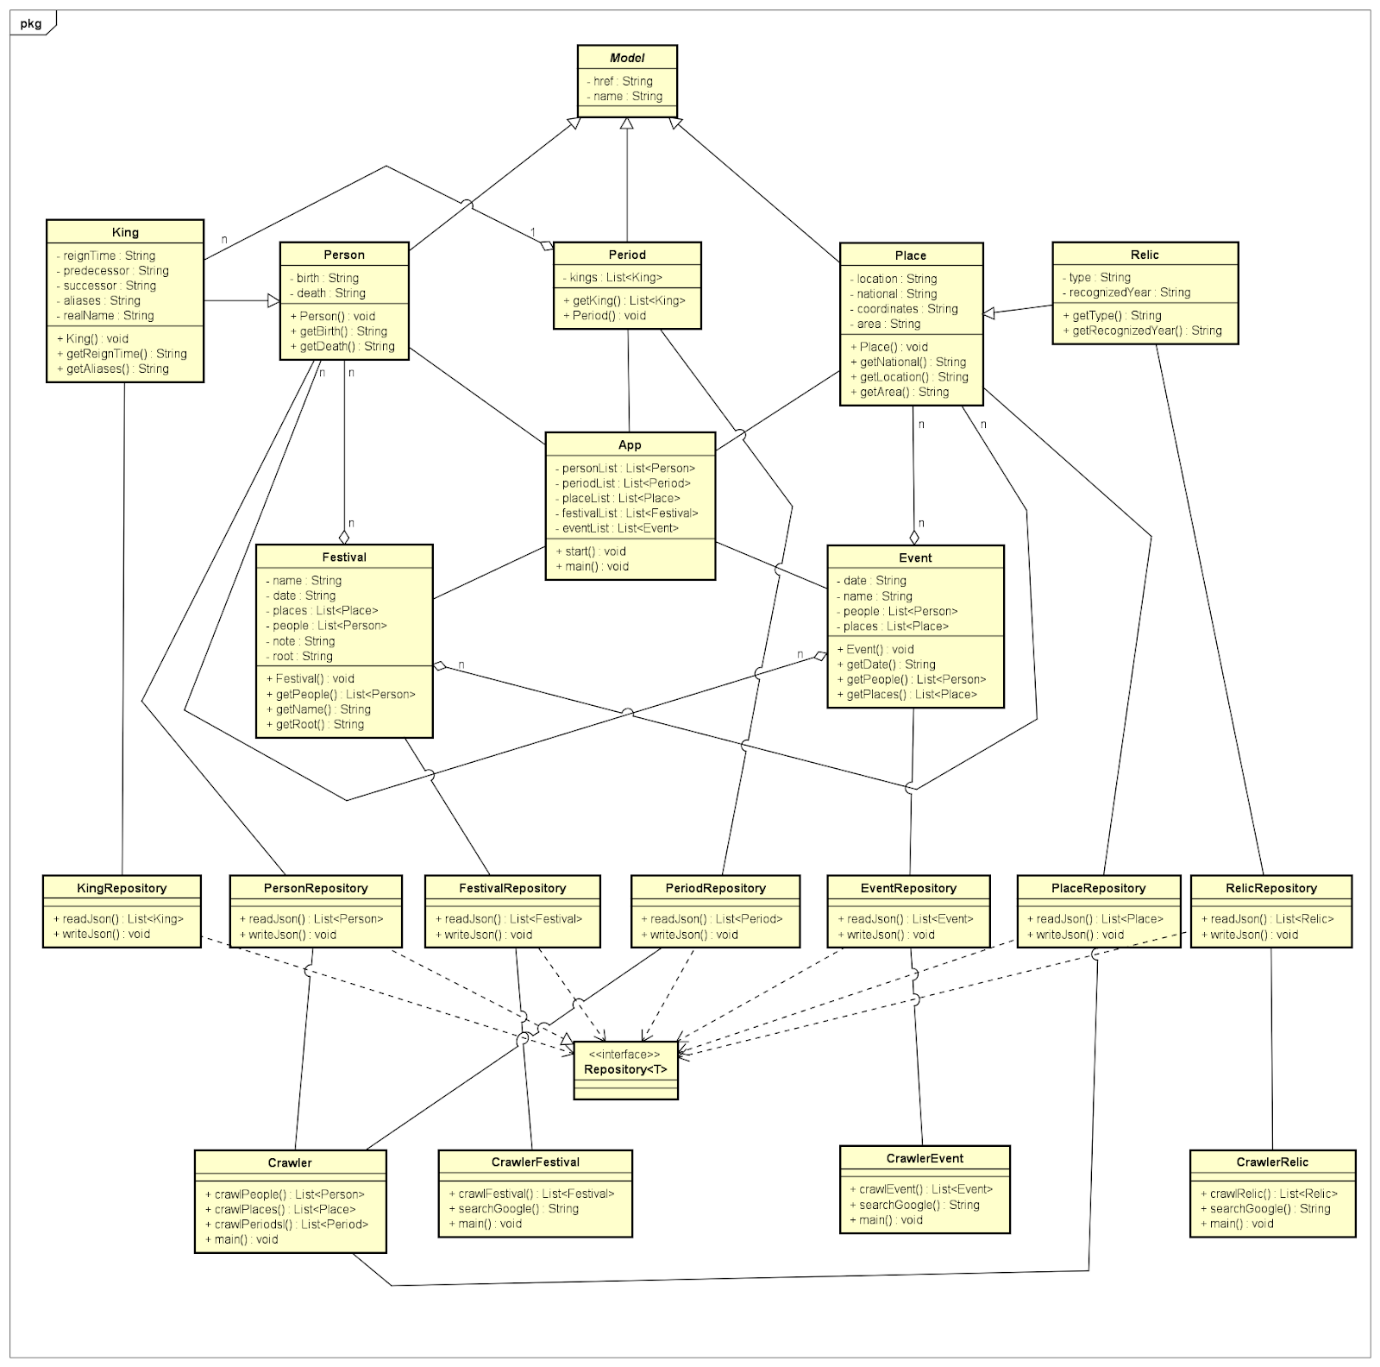 pkg
Model
- href : String
- name : String
King
- reignTime : String
- predecessor : String
- successor : String
- aliases : String
- realName : String
+ King() : void
+ getReignTime() : String
+ getAliases() : String
n
1
Person
- birth : String
- death : String
+ Person() : void
+ getBirth() : String
+ getDeath() : String
n
n
Period
- kings : List<King>
+ getKing() : List<King>
+ Period() : void
Place
- location : String
- national : String
- coordinates : String
- area : String
+ Place() : void
+ getNational() : String
+ getLocation() : String
+ getArea() : String
n
n
Relic
- type : String
- recognizedYear : String
+ getType() : String
+ getRecognizedYear() : String
App
- personList : List<Person>
- periodList : List<Period>
- placeList : List<Place>
- festivalList : List<Festival>
- eventList : List<Event>
+ start() : void
+ main() : void
n
Festival
- name : String
- date : String
- places : List<Place>
- people : List<Person>
- note : String
- root : String
+ Festival() : void
+ getPeople() : List<Person>
+ getName() : String
+ getRoot() : String
n
n
n
Event
- date : String
- name : String
- people : List<Person>
- places : List<Place>
+ Event() : void
+ getDate() : String
+ getPeople() : List<Person>
+ getPlaces() : List<Place>
KingRepository
+ readJson() : List<King>
+ writeJson() : void
PersonRepository
+ readJson() : List<Person>
+ writeJson() : void
FestivalRepository
+ readJson() : List<Festival>
+ writeJson() : void
PeriodRepository
+ readJson() : List<Period>
+ writeJson() : void
EventRepository
+ readJson() : List<Event>
+ writeJson() : void
PlaceRepository
+ readJson() : List<Place>
+ writeJson() : void
RelicRepository
+ readJson() : List<Relic>
+ writeJson() : void
<<interface>>
Repository<T>
Crawler
+ crawlPeople() : List<Person>
+ crawlPlaces() : List<Place>
+ crawlPeriodsl() : List<Period>
+ main() : void
CrawlerFestival
+ crawlFestival() : List<Festival>
+ searchGoogle() : String
+ main() : void
CrawlerEvent
+ crawlEvent() : List<Event>
+ searchGoogle() : String
+ main() : void
CrawlerRelic
+ crawlRelic() : List<Relic>
+ searchGoogle() : String
+ main() : void